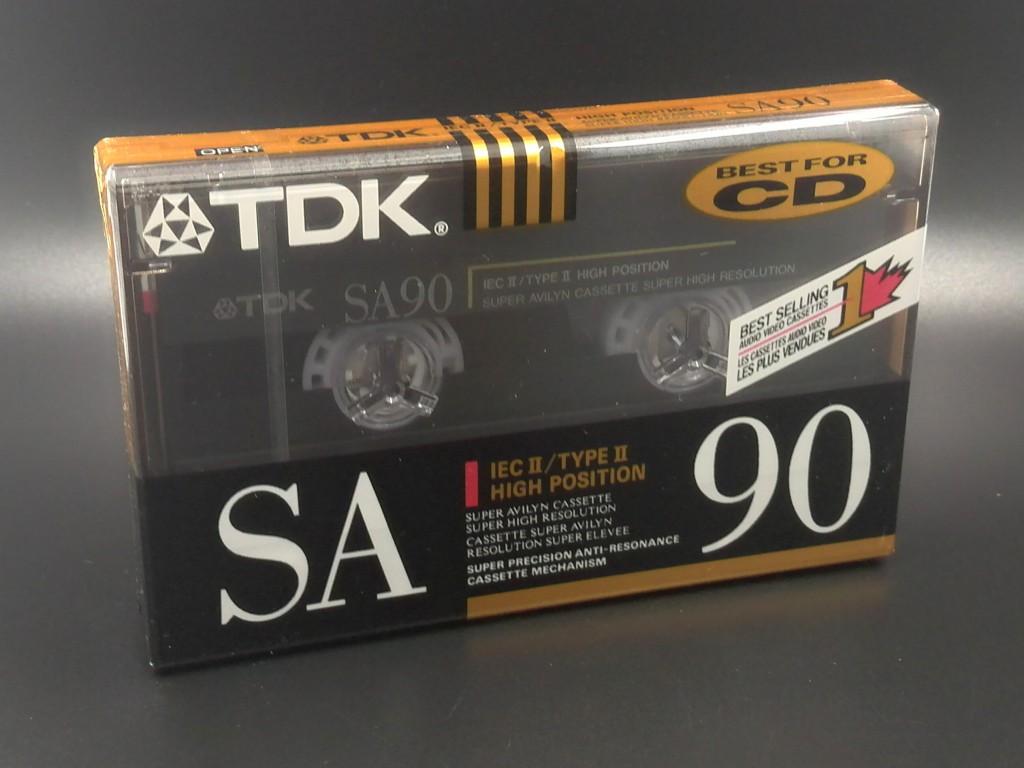 OPEN
TDK
HIGH POSITION
SA90
TDK®
BEST FOR
CD
TDK
SA90
IEC II/TYPE II HIGH POSITION
SUPER AVILYN CASSETTE SUPER HIGH RESOLUTION
BEST SELLING
AUDIO VIDEO CASSETTES
1
LES CASSETTES AUDIO VIDEO
LES PLUS VENDUES
SA
IEC II/TYPE II
HIGH POSITION
SUPER AVILYN CASSETTE
SUPER HIGH RESOLUTION
CASSETTE SUPER AVILYN
RESOLUTION SUPER ELEVEE
SUPER PRECISION ANTI-RESONANCE
CASSETTE MECHANISM
90